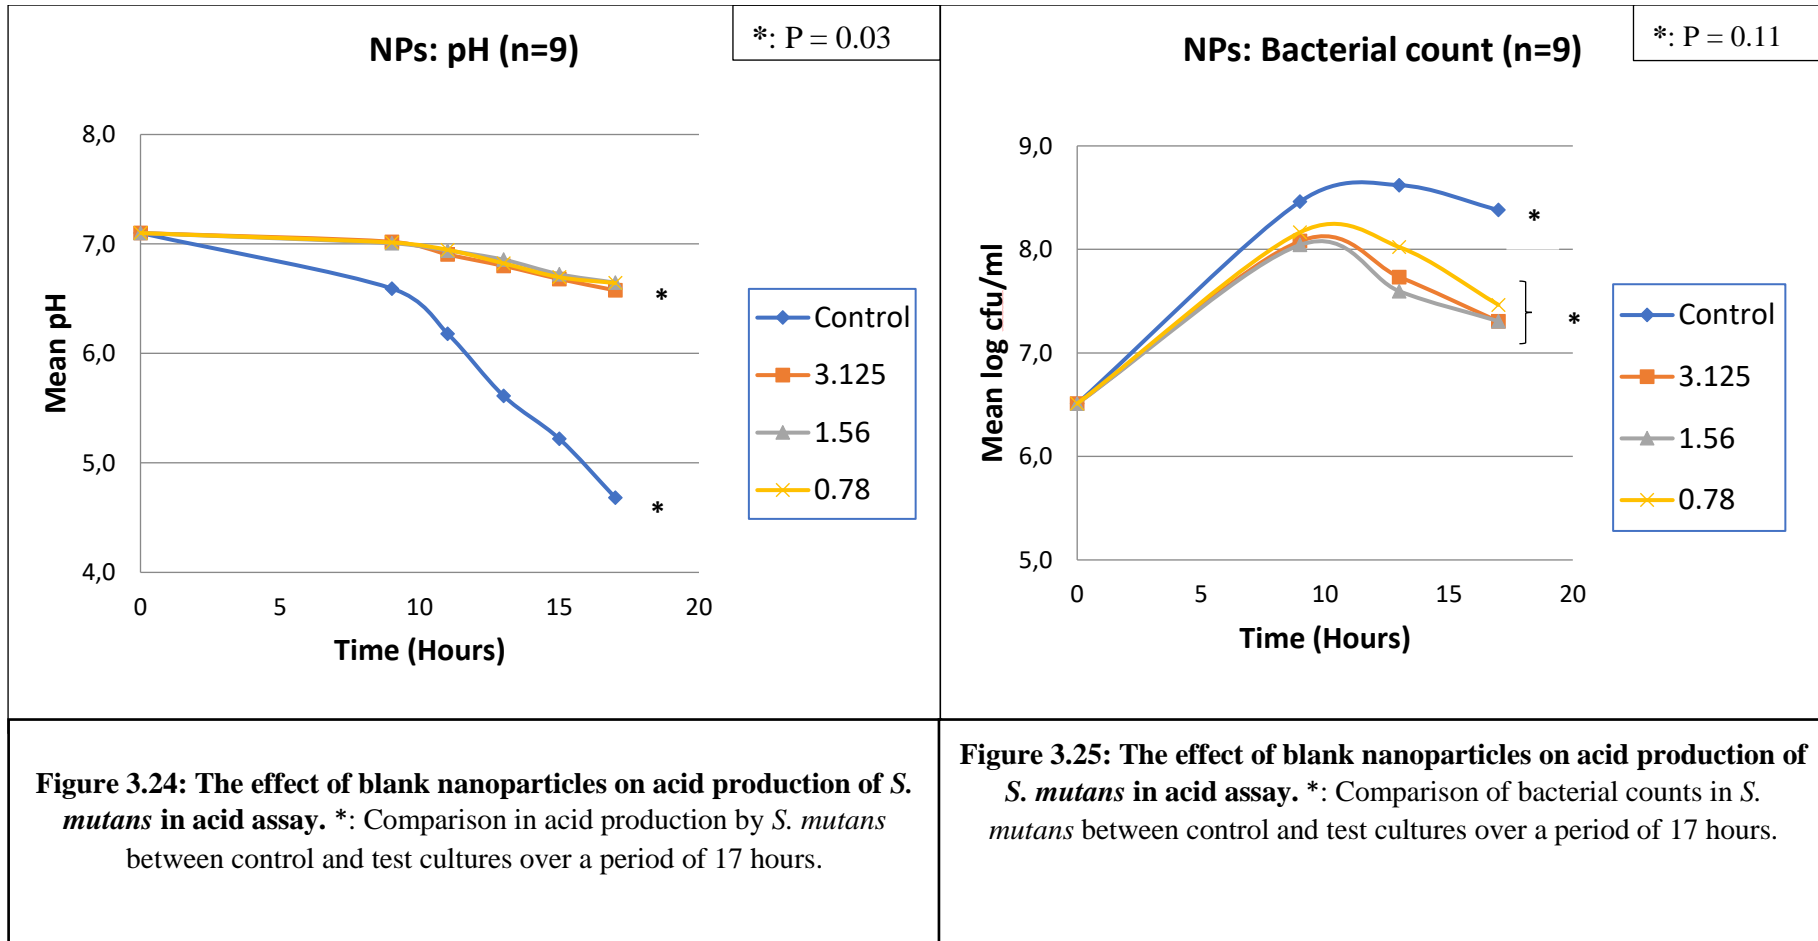 NPs: pH (n=9)
*: P = 0.03
8,0
7,0
6,0
5,0
4,0
Mean pH
0
5
10
15
20
Time (Hours)
*
*
Control
3.125
1.56
0.78
NPs: Bacterial count (n=9)
*: P = 0.11
9,0
8,0
7,0
6,0
5,0
Mean log cfu/ml
0
5
10
15
20
Time (Hours)
*
*
Control
3.125
1.56
0.78
Figure 3.24: The effect of blank nanoparticles on acid production of S.
mutans in acid assay. *: Comparison in acid production by S. mutans
between control and test cultures over a period of 17 hours.
Figure 3.25: The effect of blank nanoparticles on acid production of
S. mutans in acid assay. *: Comparison of bacterial counts in S.
mutans between control and test cultures over a period of 17 hours.